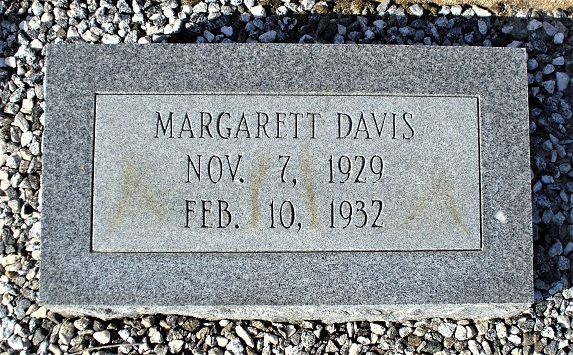 MARGARETT DAVIS
NOV. 7, 1929
FEB. 10, 1932